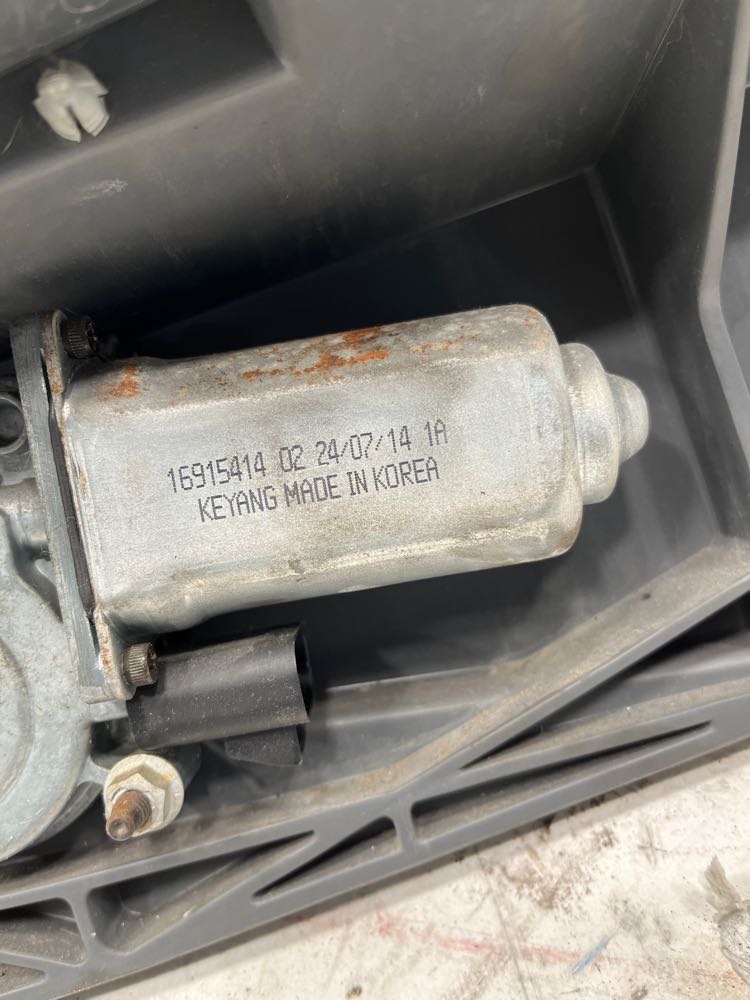 16915414 02 24/07/14 1A
KEYANG MADE IN KOREA